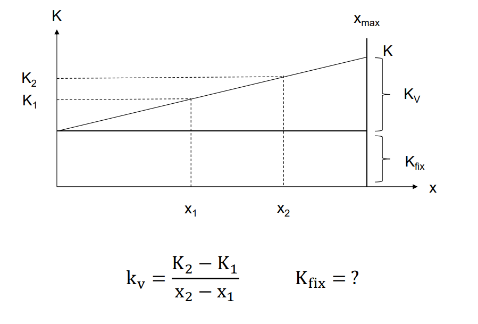 K
x_max
K
K₂
K₁
K_V
K_fix
x
x₁ x₂
k_v = (K₂ − K₁) / (x₂ − x₁) K_fix = ?